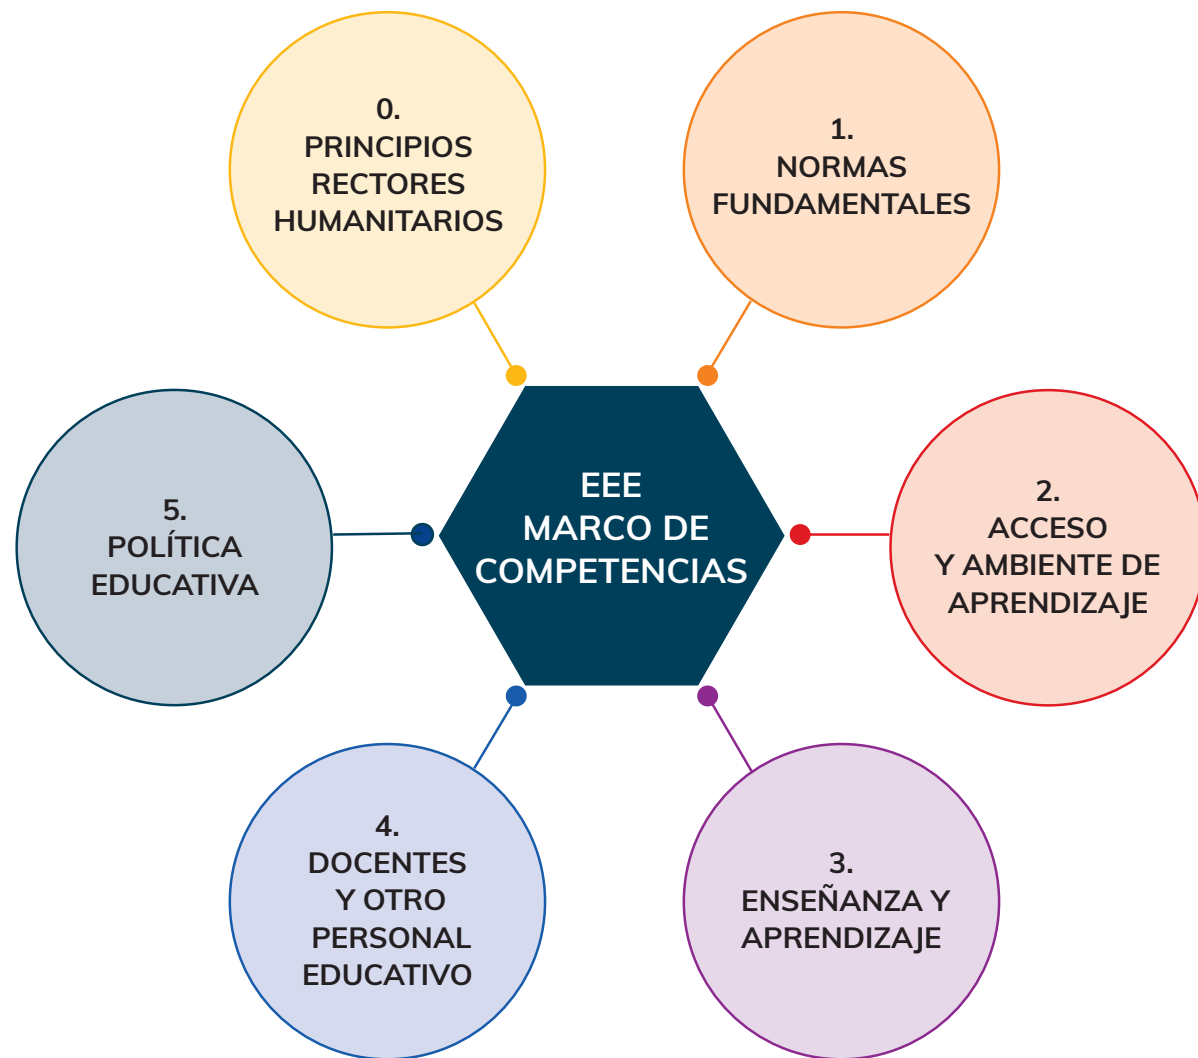 0.
PRINCIPIOS
RECTORES
HUMANITARIOS
1.
NORMAS
FUNDAMENTALES
EEE
MARCO DE
COMPETENCIAS
2.
ACCESO
Y AMBIENTE DE
APRENDIZAJE
3.
ENSEÑANZA Y
APRENDIZAJE
4.
DOCENTES
Y OTRO
PERSONAL
EDUCATIVO
5.
POLÍTICA
EDUCATIVA